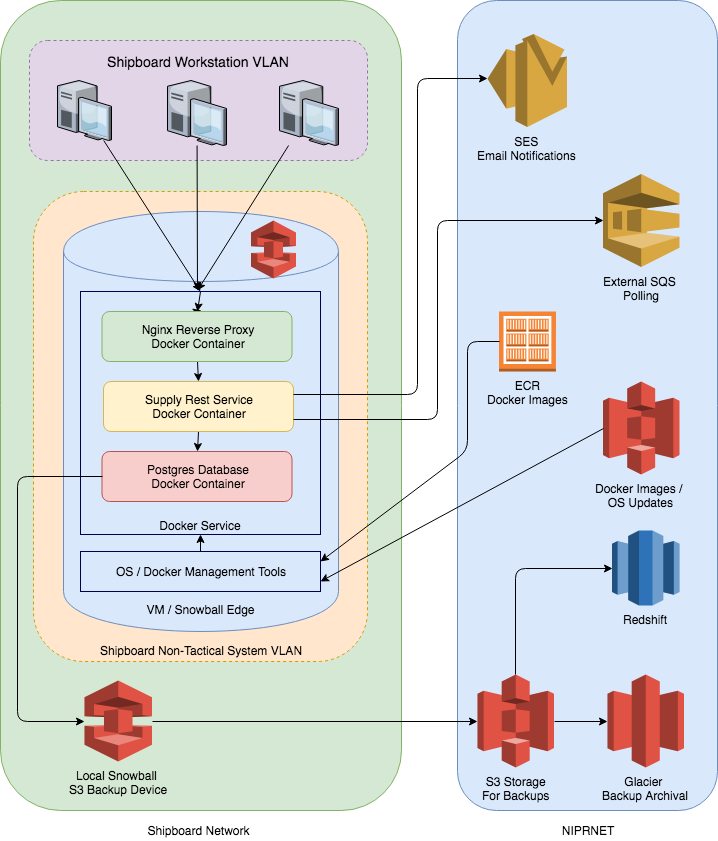 Shipboard Workstation VLAN
SES
Email Notifications
External SQS
Polling
Nginx Reverse Proxy
Docker Container
ECR
Docker Images
Supply Rest Service
Docker Container
Postgres Database
Docker Container
Docker Images /
OS Updates
Docker Service
OS / Docker Management Tools
VM / Snowball Edge
Redshift
Shipboard Non-Tactical System VLAN
Local Snowball
S3 Backup Device
S3 Storage
For Backups
Glacier
Backup Archival
Shipboard Network
NIPRNET